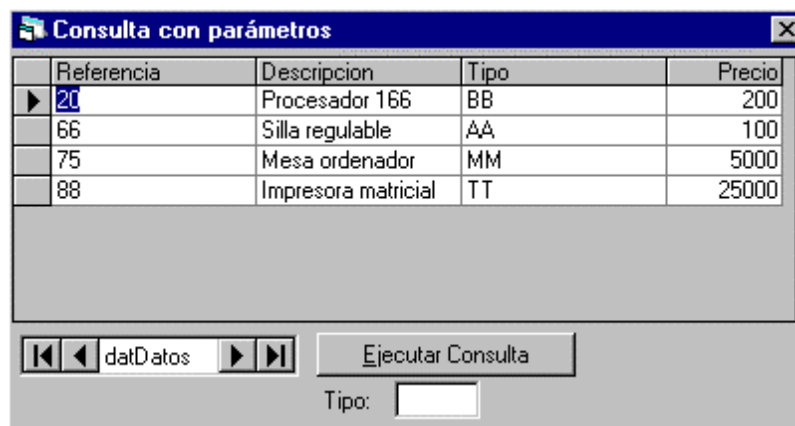 Consulta con parámetros
Referencia Descripcion Tipo Precio
20 Procesador 166 BB 200
66 Silla regulable AA 100
75 Mesa ordenador MM 5000
88 Impresora matricial TT 25000
datDatos Ejecutar Consulta
Tipo: